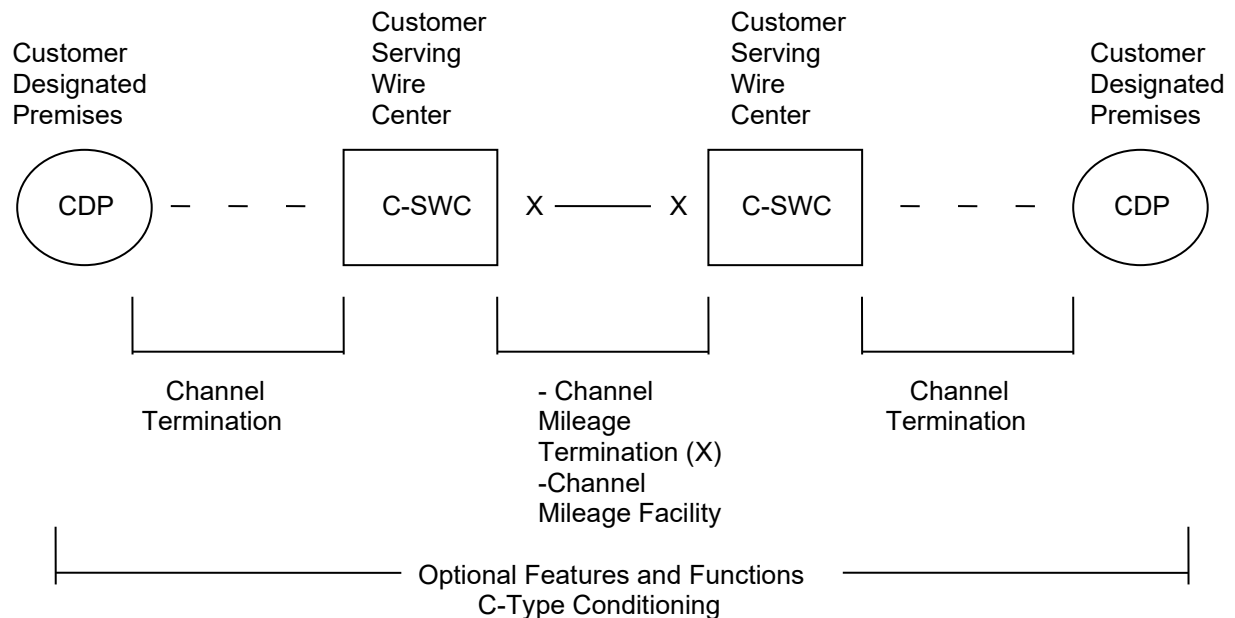 Customer
Designated
Premises
Customer
Serving
Wire
Center
Customer
Serving
Wire
Center
Customer
Designated
Premises
CDP
C-SWC
X
X
C-SWC
CDP
Channel
Termination
- Channel
Mileage
Termination (X)
-Channel
Mileage Facility
Channel
Termination
Optional Features and Functions
C-Type Conditioning